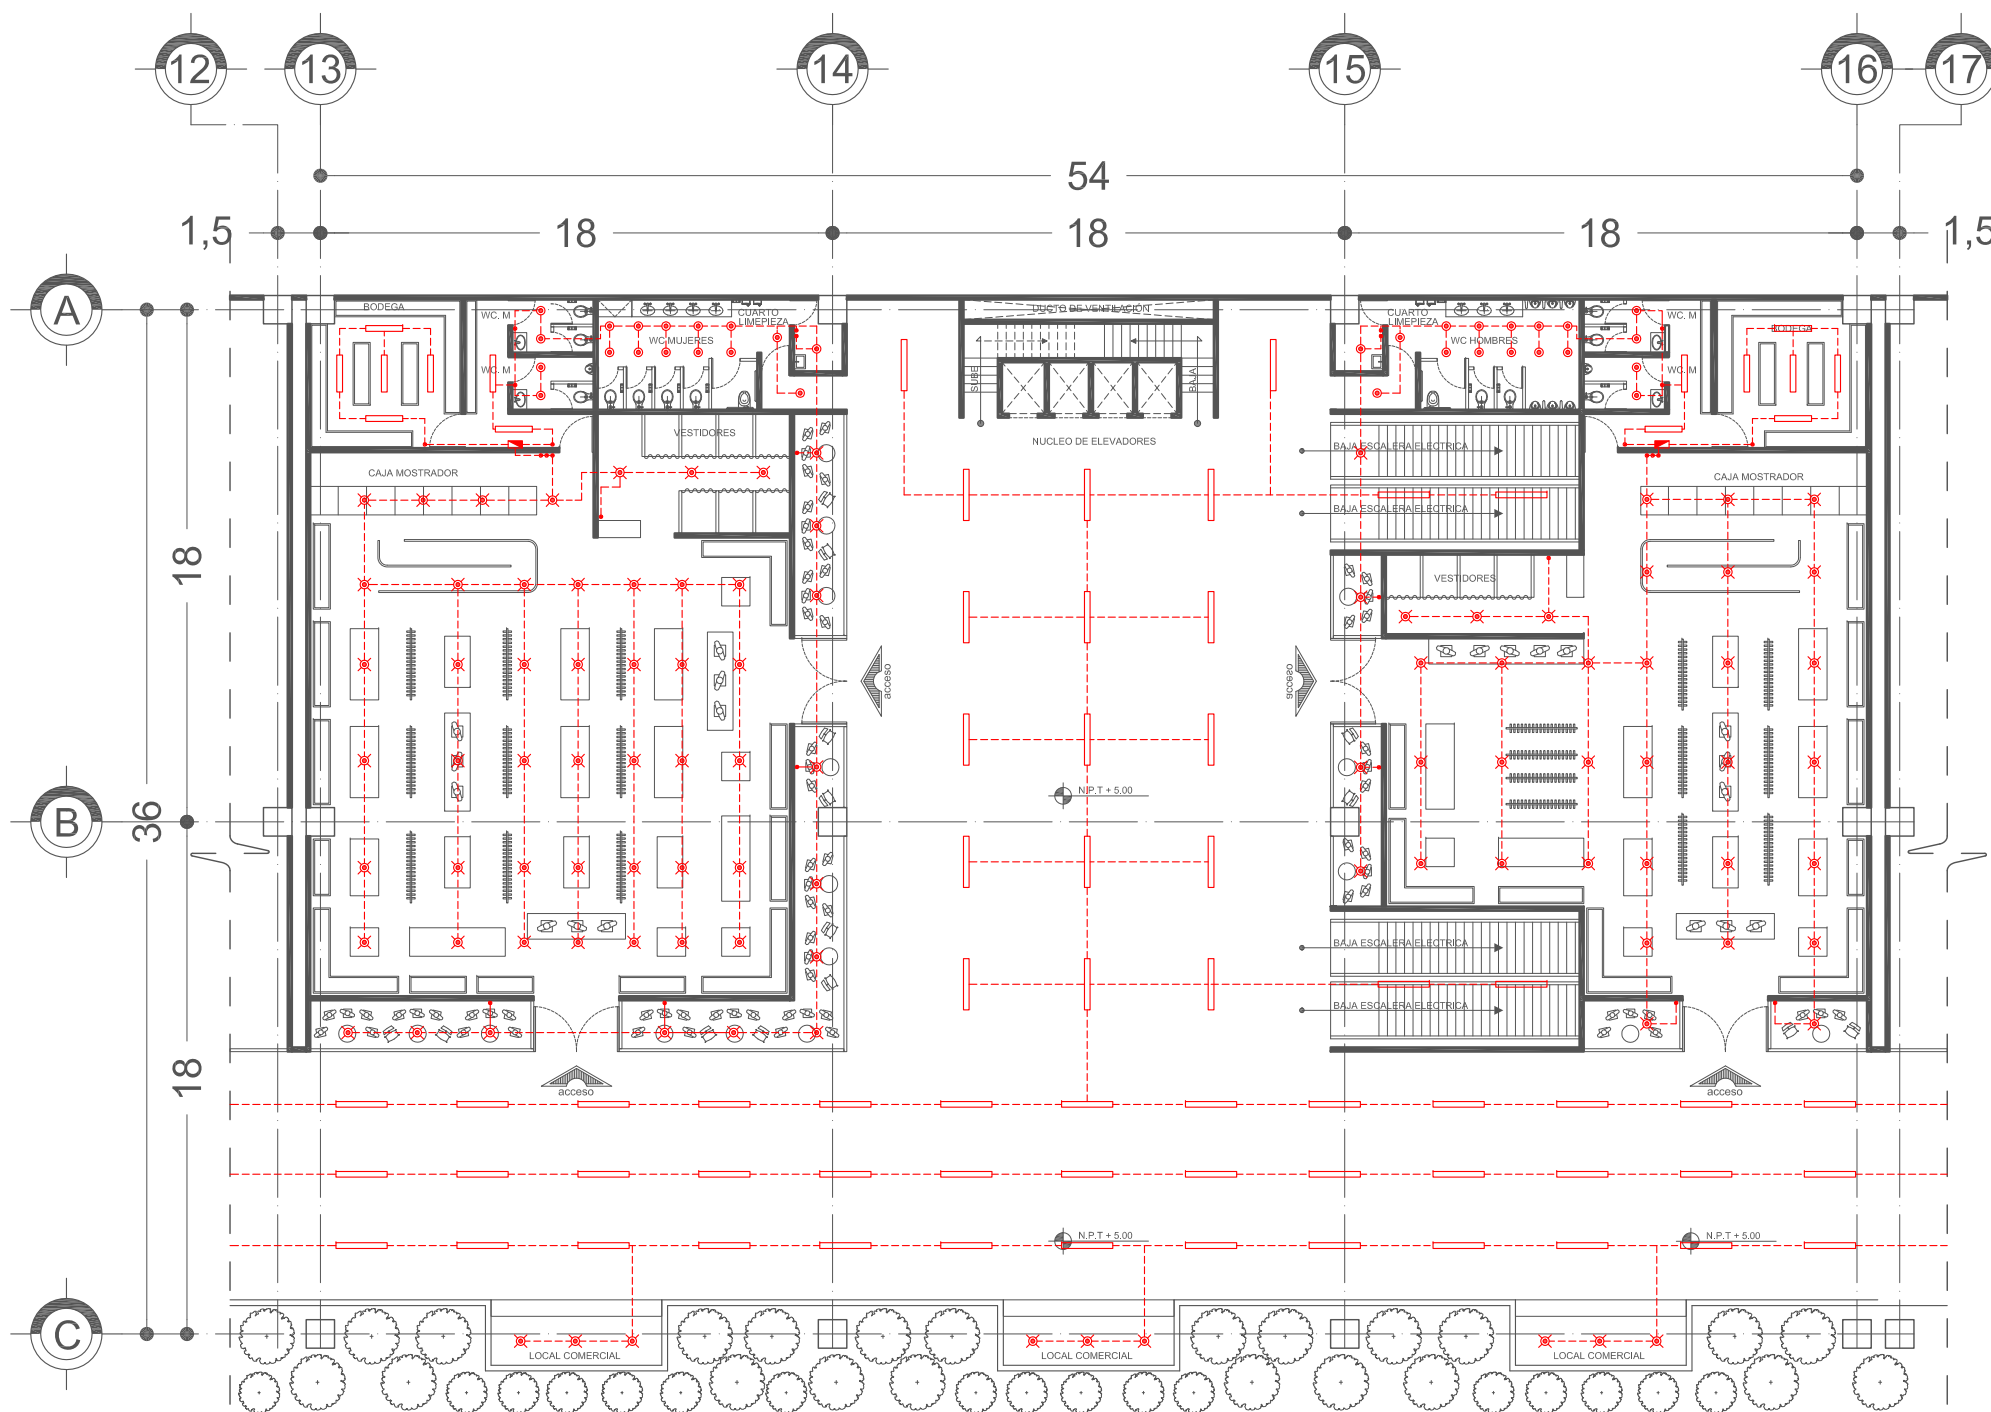 12 13 14 15 16 17
54
1,5 18 18 18 1,5
A
BODEGA
WC. M
WC MUJERES
CUARTO
LIMEPIEZA
DUCTO DE VENTILACIÓN
CUARTO
LIMEPIEZA
WC HOMBRES
WC. M
BODEGA
WC. M
WC. M
SUBE
BAJA
VESTIDORES
NUCLEO DE ELEVADORES
BAJA ESCALERA ELECTRICA
CAJA MOSTRADOR
CAJA MOSTRADOR
BAJA ESCALERA ELECTRICA
18
VESTIDORES
acceso
acceso
N.P.T + 5.00
36
B
BAJA ESCALERA ELECTRICA
BAJA ESCALERA ELECTRICA
18
acceso
acceso
N.P.T + 5.00
N.P.T + 5.00
C
LOCAL COMERCIAL
LOCAL COMERCIAL
LOCAL COMERCIAL